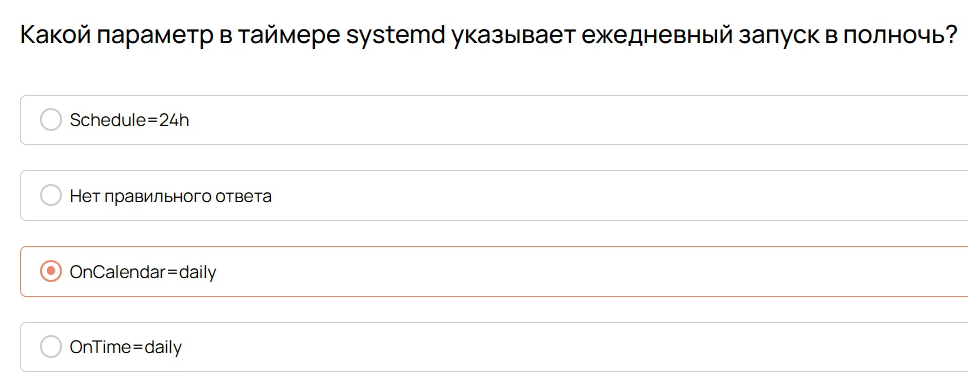 Какой параметр в таймере systemd указывает ежедневный запуск в полночь?
Schedule=24h
Нет правильного ответа
OnCalendar=daily
OnTime=daily